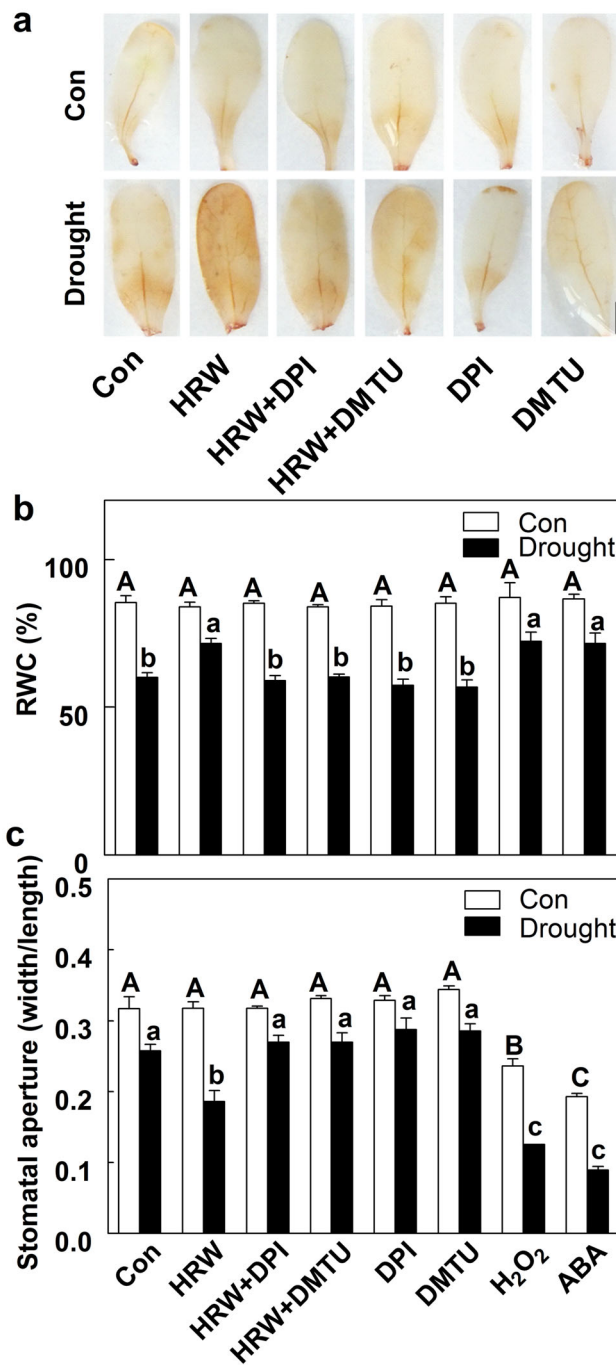 a
Con
Drought
Con
HRW
HRW+DPI
HRW+DMTU
DPI
DMTU
b
Con
Drought
RWC (%)
100
50
0
A A A A A A A A
b a b b b b a a
c
Con
Drought
Stomatal aperture (width/length)
0.5
0.4
0.3
0.2
0.1
0.0
A A A A A A B C
a b a a a a c c
Con
HRW
HRW+DPI
HRW+DMTU
DPI
DMTU
H₂O₂
ABA